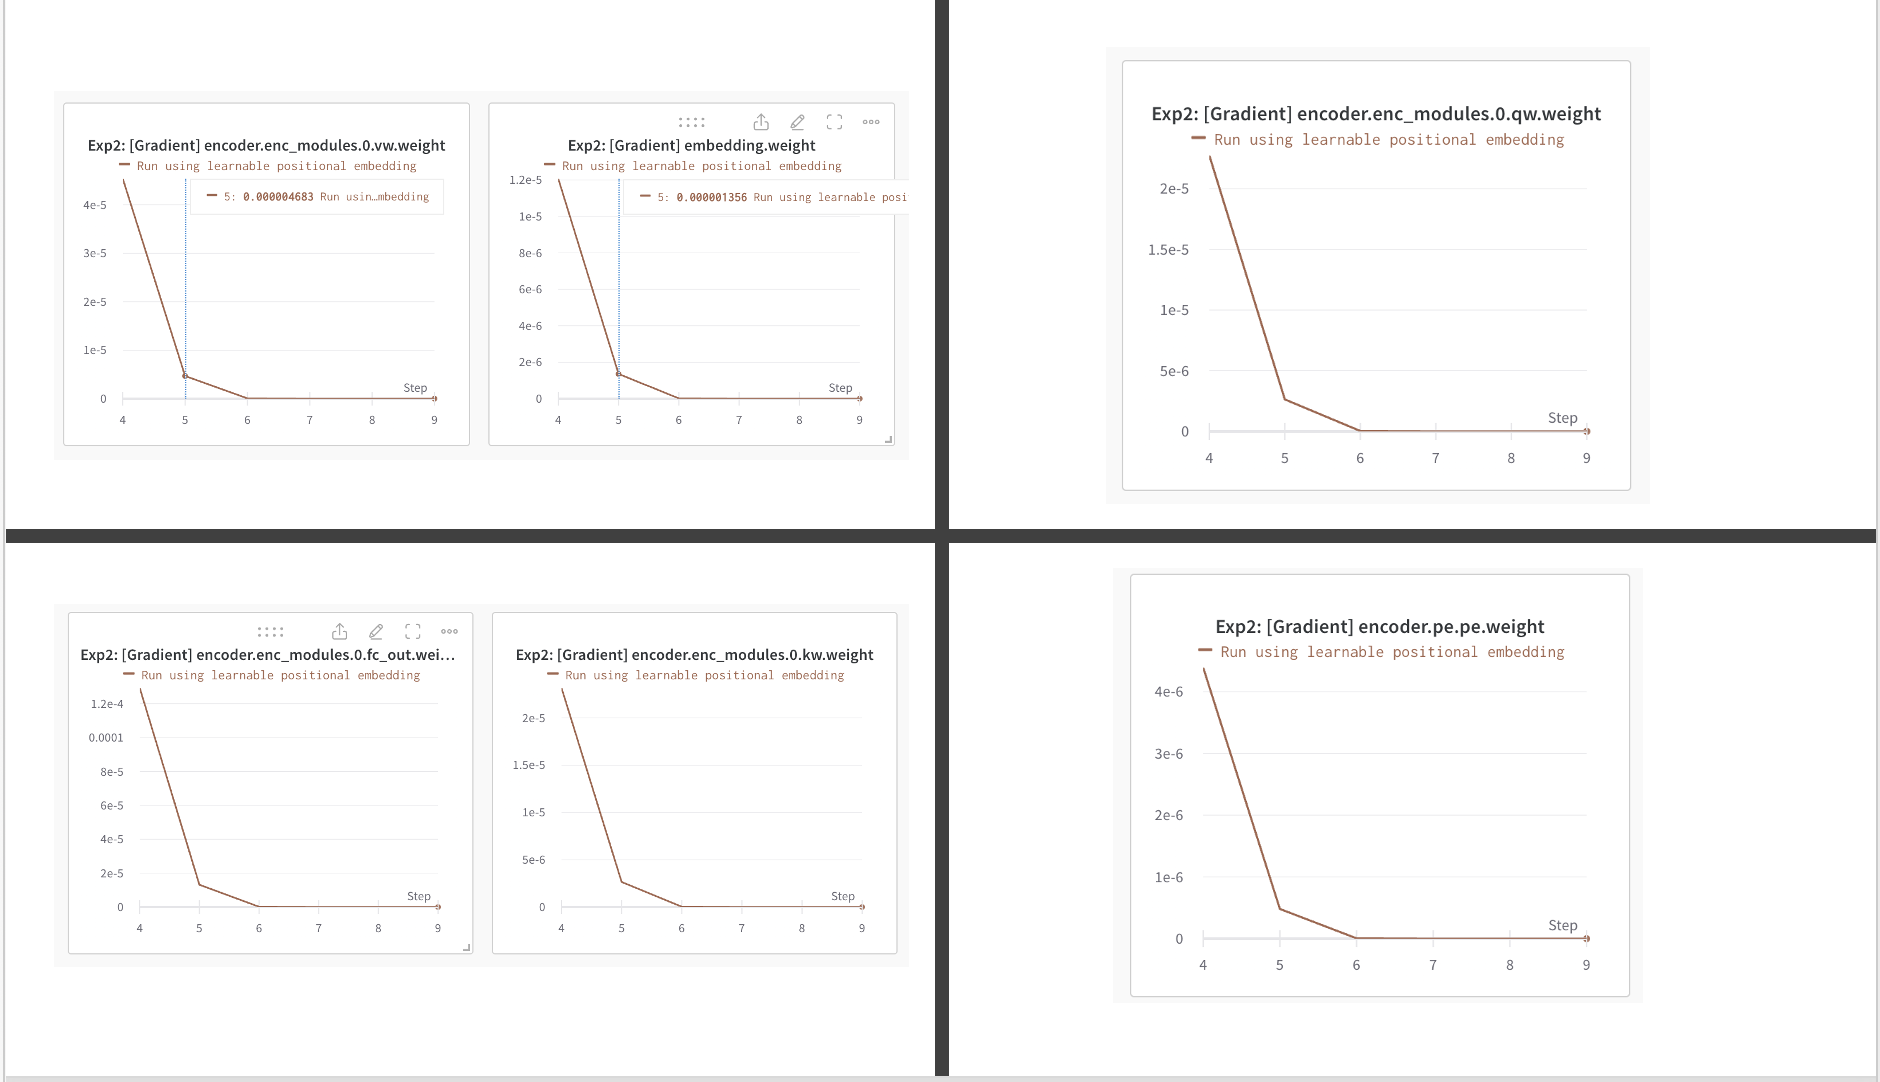 Exp2: [Gradient] encoder.enc_modules.0.vw.weight
Run using learnable positional embedding
5: 0.000004683 Run usin…mbedding
4e-5
3e-5
2e-5
1e-5
0
Step
4 5 6 7 8 9
Exp2: [Gradient] embedding.weight
Run using learnable positional embedding
1.2e-5
5: 0.000001356 Run using learnable posi
1e-5
8e-6
6e-6
4e-6
2e-6
0
Step
4 5 6 7 8 9
Exp2: [Gradient] encoder.enc_modules.0.qw.weight
Run using learnable positional embedding
2e-5
1.5e-5
1e-5
5e-6
0
Step
4 5 6 7 8 9
Exp2: [Gradient] encoder.enc_modules.0.fc_out.wei…
Run using learnable positional embedding
1.2e-4
0.0001
8e-5
6e-5
4e-5
2e-5
0
Step
4 5 6 7 8 9
Exp2: [Gradient] encoder.enc_modules.0.kw.weight
Run using learnable positional embedding
2e-5
1.5e-5
1e-5
5e-6
0
Step
4 5 6 7 8 9
Exp2: [Gradient] encoder.pe.pe.weight
Run using learnable positional embedding
4e-6
3e-6
2e-6
1e-6
0
Step
4 5 6 7 8 9